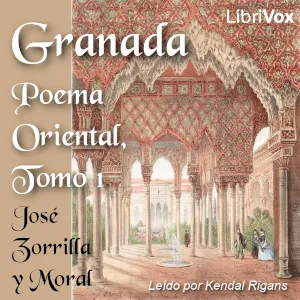 LibriVox
Granada
Poema
Oriental,
Tomo 1
José
Zorrilla
y Moral
Leído por Kendal Rigans